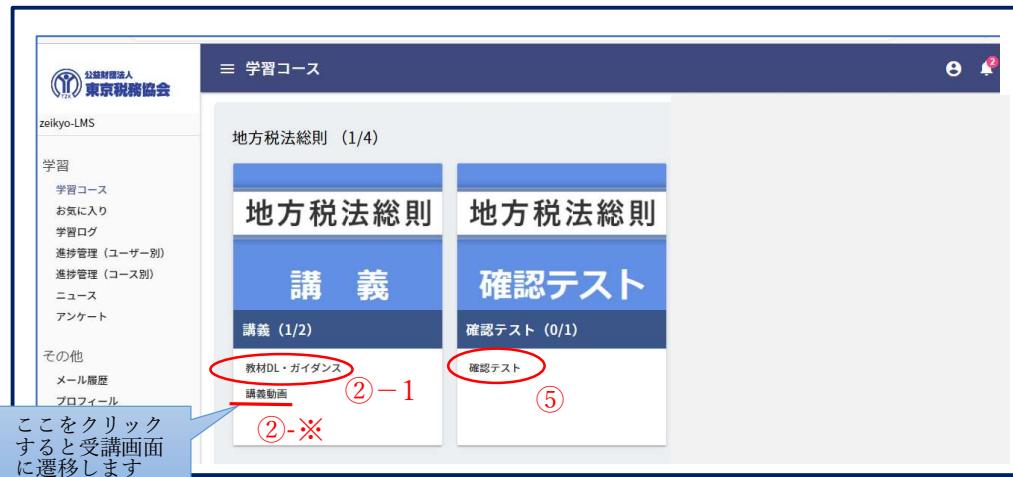 公益財団法人
東京税務協会
TZK
≡ 学習コース
2
zeikyo-LMS
学習
学習コース
お気に入り
学習ログ
進捗管理（ユーザー別）
進捗管理（コース別）
ニュース
アンケート
その他
メール履歴
プロフィール
地方税法総則 （1/4）
地方税法総則
講 義
講義（1/2）
教材DL・ガイダンス
②－1
講義動画
②-※
地方税法総則
確認テスト
確認テスト（0/1）
確認テスト
⑤
ここをクリック
すると受講画面
に遷移します